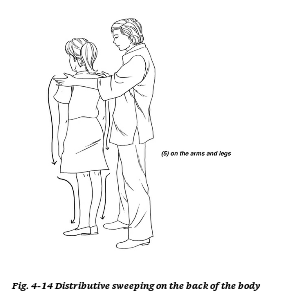 (5) on the arms and legs
Fig. 4-14 Distributive sweeping on the back of the body